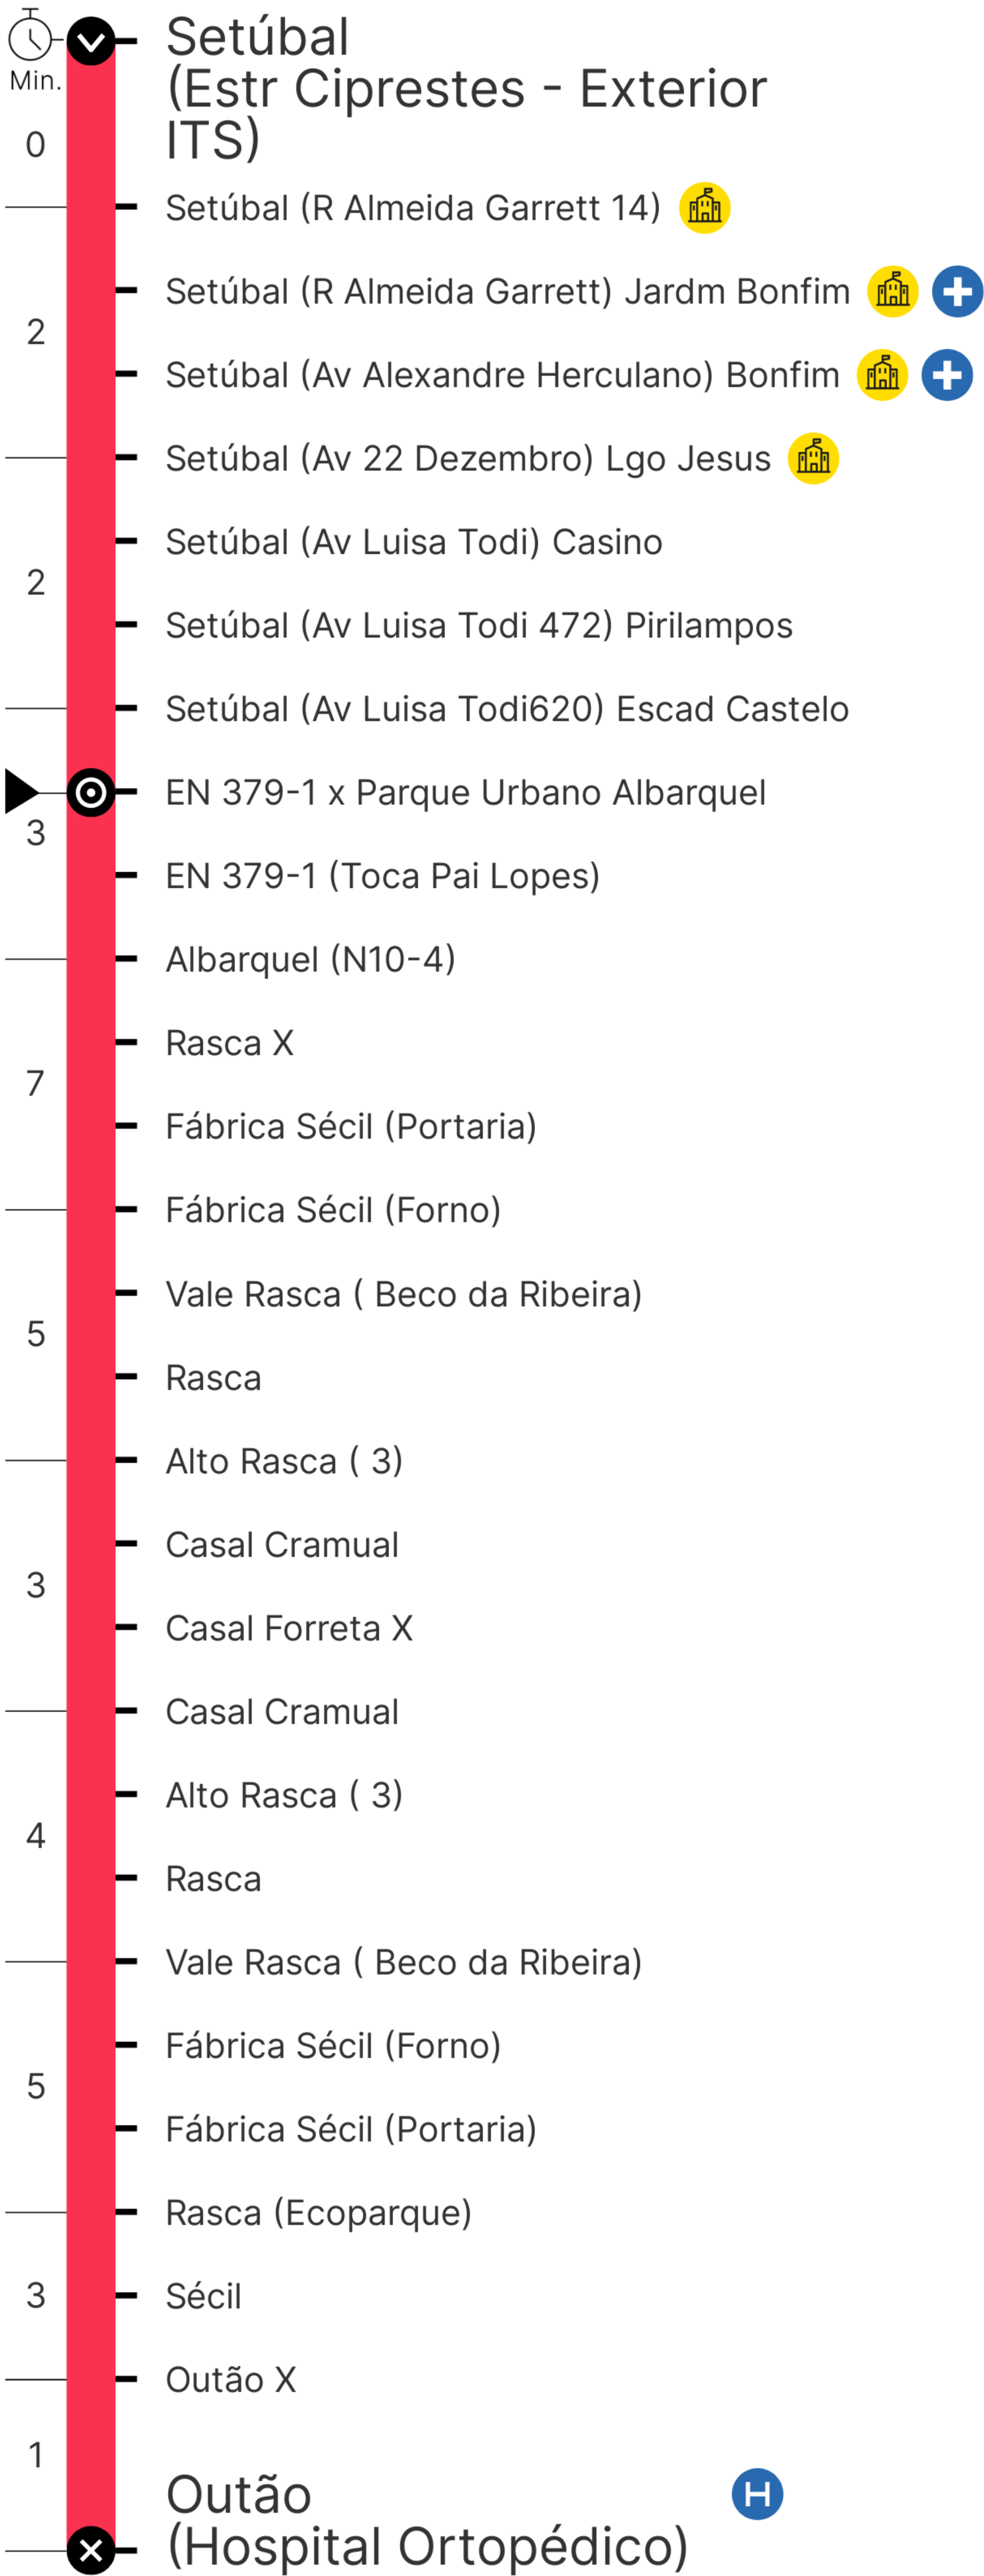 Setúbal
(Estr Ciprestes - Exterior
ITS)
Min.
0
Setúbal (R Almeida Garrett 14)
Setúbal (R Almeida Garrett) Jardm Bonfim
2
Setúbal (Av Alexandre Herculano) Bonfim
Setúbal (Av 22 Dezembro) Lgo Jesus
Setúbal (Av Luisa Todi) Casino
2
Setúbal (Av Luisa Todi 472) Pirilampos
Setúbal (Av Luisa Todi620) Escad Castelo
EN 379-1 x Parque Urbano Albarquel
3
EN 379-1 (Toca Pai Lopes)
Albarquel (N10-4)
Rasca X
7
Fábrica Sécil (Portaria)
Fábrica Sécil (Forno)
Vale Rasca ( Beco da Ribeira)
5
Rasca
Alto Rasca ( 3)
Casal Cramual
3
Casal Forreta X
Casal Cramual
Alto Rasca ( 3)
4
Rasca
Vale Rasca ( Beco da Ribeira)
Fábrica Sécil (Forno)
5
Fábrica Sécil (Portaria)
Rasca (Ecoparque)
3
Sécil
Outão X
1
Outão
H
(Hospital Ortopédico)